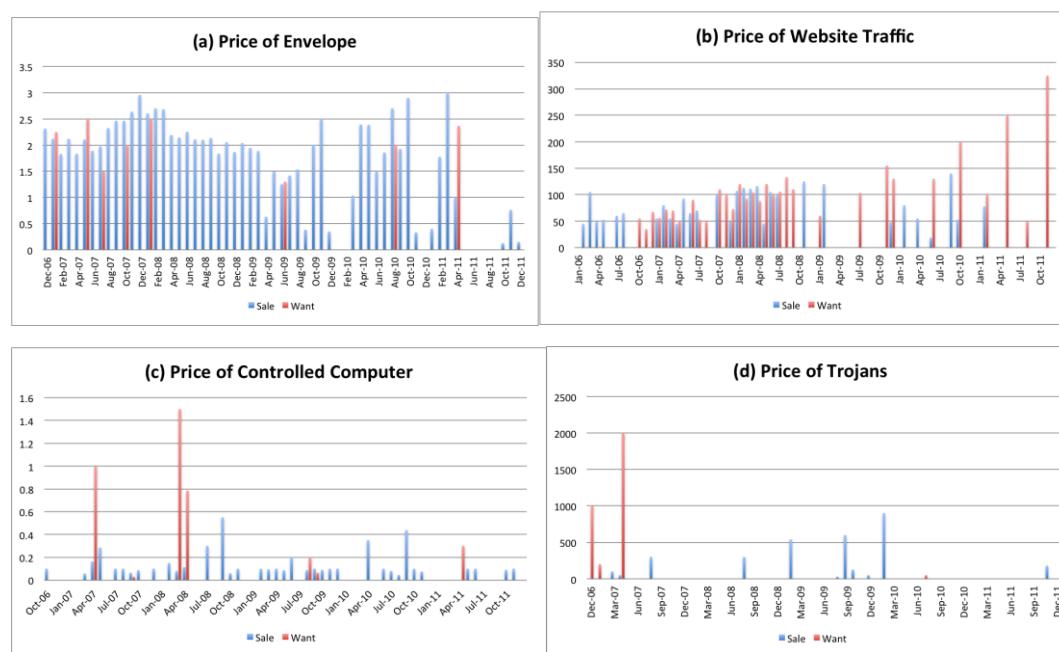 (a) Price of Envelope
3.5
3
2.5
2
1.5
1
0.5
0
Dec-06 Feb-07 Apr-07 Jun-07 Aug-07 Oct-07 Dec-07 Feb-08 Apr-08 Jun-08 Aug-08 Oct-08 Dec-08 Feb-09 Apr-09 Jun-09 Aug-09 Oct-09 Dec-09 Feb-10 Apr-10 Jun-10 Aug-10 Oct-10 Dec-10 Feb-11 Apr-11 Jun-11 Aug-11 Oct-11 Dec-11
Sale Want
(b) Price of Website Traffic
350
300
250
200
150
100
50
0
Jan-06 Apr-06 Jul-06 Oct-06 Jan-07 Apr-07 Jul-07 Oct-07 Jan-08 Apr-08 Jul-08 Oct-08 Jan-09 Apr-09 Jul-09 Oct-09 Jan-10 Apr-10 Jul-10 Oct-10 Jan-11 Apr-11 Jul-11 Oct-11
Sale Want
(c) Price of Controlled Computer
1.6
1.4
1.2
1
0.8
0.6
0.4
0.2
0
Oct-06 Jan-07 Apr-07 Jul-07 Oct-07 Jan-08 Apr-08 Jul-08 Oct-08 Jan-09 Apr-09 Jul-09 Oct-09 Jan-10 Apr-10 Jul-10 Oct-10 Jan-11 Apr-11 Jul-11 Oct-11
Sale Want
(d) Price of Trojans
2500
2000
1500
1000
500
0
Dec-06 Mar-07 Jun-07 Sep-07 Dec-07 Mar-08 Jun-08 Sep-08 Dec-08 Mar-09 Jun-09 Sep-09 Dec-09 Mar-10 Jun-10 Sep-10 Dec-10 Mar-11 Jun-11 Sep-11 Dec-11
Sale Want